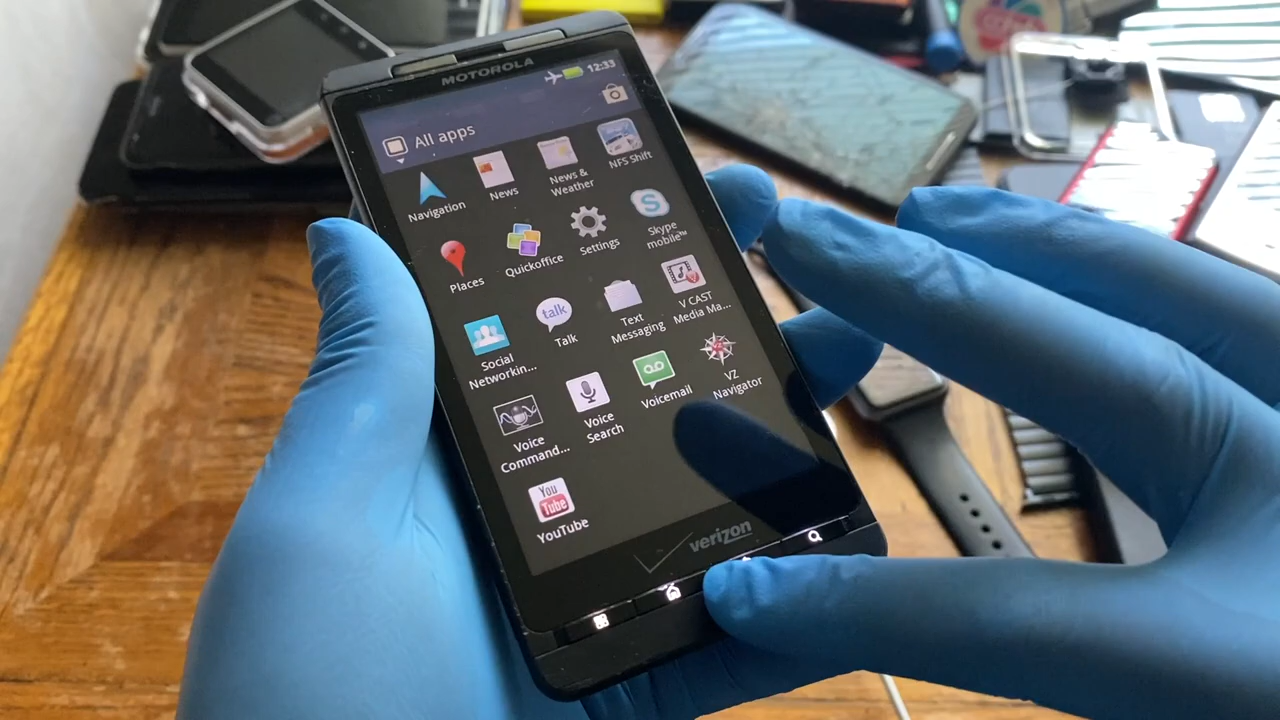 MOTOROLA
12:33
All apps
Navigation
News
News &
Weather
NFS Shift
Places
Quickoffice
Settings
Skype
mobile™
Social
Networkin...
talk
Talk
Text
Messaging
V CAST
Media Ma...
Voice
Command...
Voice
Search
Voicemail
VZ
Navigator
You
Tube
YouTube
verizon